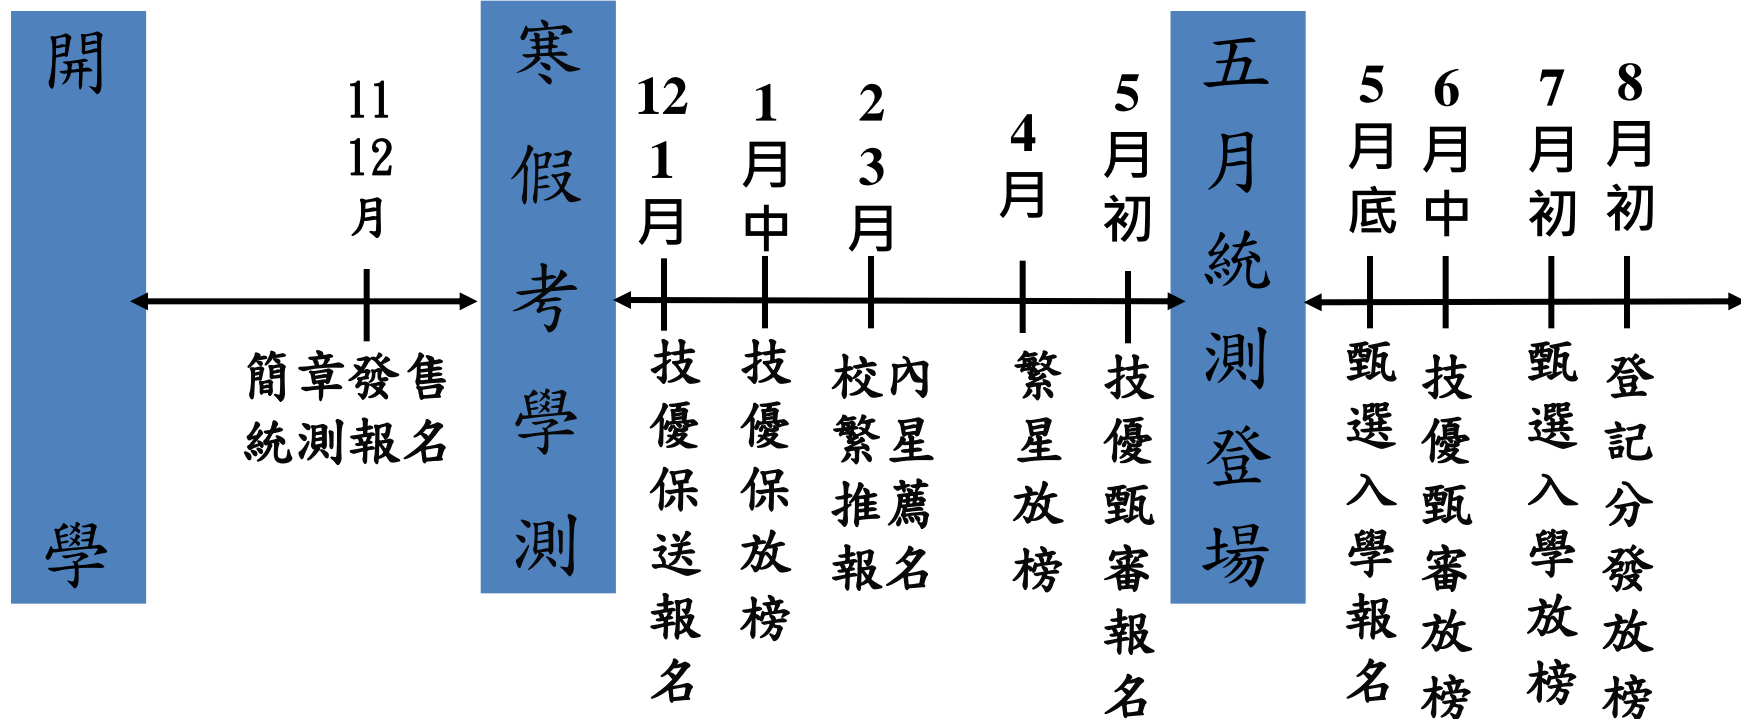 開學
11
12
月
簡章發售
統測報名
寒假考學測
12
1
月
技優保送報名
1
月中
技優保放榜
2
3
月
校內
繁星
推薦
報名
4
月
繁星放榜
5
月初
技優甄審報名
五月統測登場
5
月底
甄選入學報名
6
月中
技優甄審放榜
7
月初
甄選入學放榜
8
月初
登記分發放榜